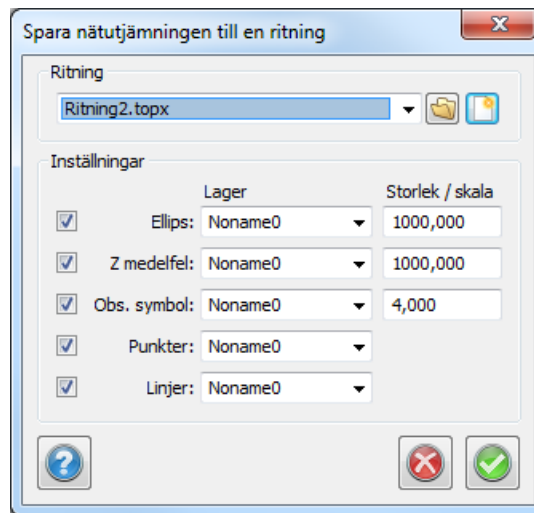 Spara nätutjämningen till en ritning
Ritning
Ritning2.topx
Inställningar
Lager Storlek / skala
Ellips: Noname0 1000,000
Z medelfel: Noname0 1000,000
Obs. symbol: Noname0 4,000
Punkter: Noname0
Linjer: Noname0